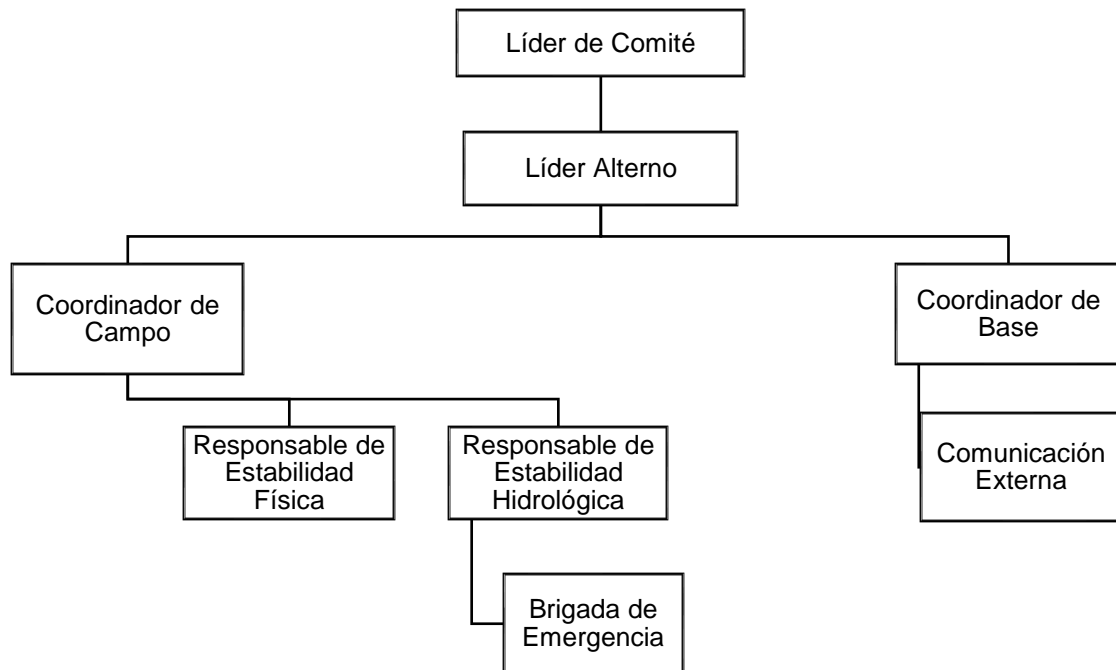 Líder de Comité
Líder Alterno
Coordinador de
Campo
Coordinador de
Base
Responsable de
Estabilidad
Física
Responsable de
Estabilidad
Hidrológica
Comunicación
Externa
Brigada de
Emergencia